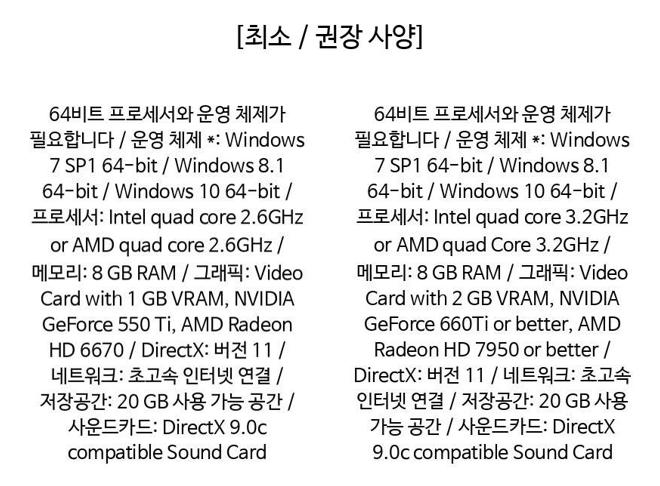 [최소 / 권장 사양]
64비트 프로세서와 운영 체제가
필요합니다 / 운영 체제 *: Windows
7 SP1 64-bit / Windows 8.1
64-bit / Windows 10 64-bit /
프로세서: Intel quad core 2.6GHz
or AMD quad core 2.6GHz /
메모리: 8 GB RAM / 그래픽: Video
Card with 1 GB VRAM, NVIDIA
GeForce 550 Ti, AMD Radeon
HD 6670 / DirectX: 버전 11 /
네트워크: 초고속 인터넷 연결 /
저장공간: 20 GB 사용 가능 공간 /
사운드카드: DirectX 9.0c
compatible Sound Card
64비트 프로세서와 운영 체제가
필요합니다 / 운영 체제 *: Windows
7 SP1 64-bit / Windows 8.1
64-bit / Windows 10 64-bit /
프로세서: Intel quad core 3.2GHz
or AMD quad Core 3.2GHz /
메모리: 8 GB RAM / 그래픽: Video
Card with 2 GB VRAM, NVIDIA
GeForce 660Ti or better, AMD
Radeon HD 7950 or better /
DirectX: 버전 11 / 네트워크: 초고속
인터넷 연결 / 저장공간: 20 GB 사용
가능 공간 / 사운드카드: DirectX
9.0c compatible Sound Card